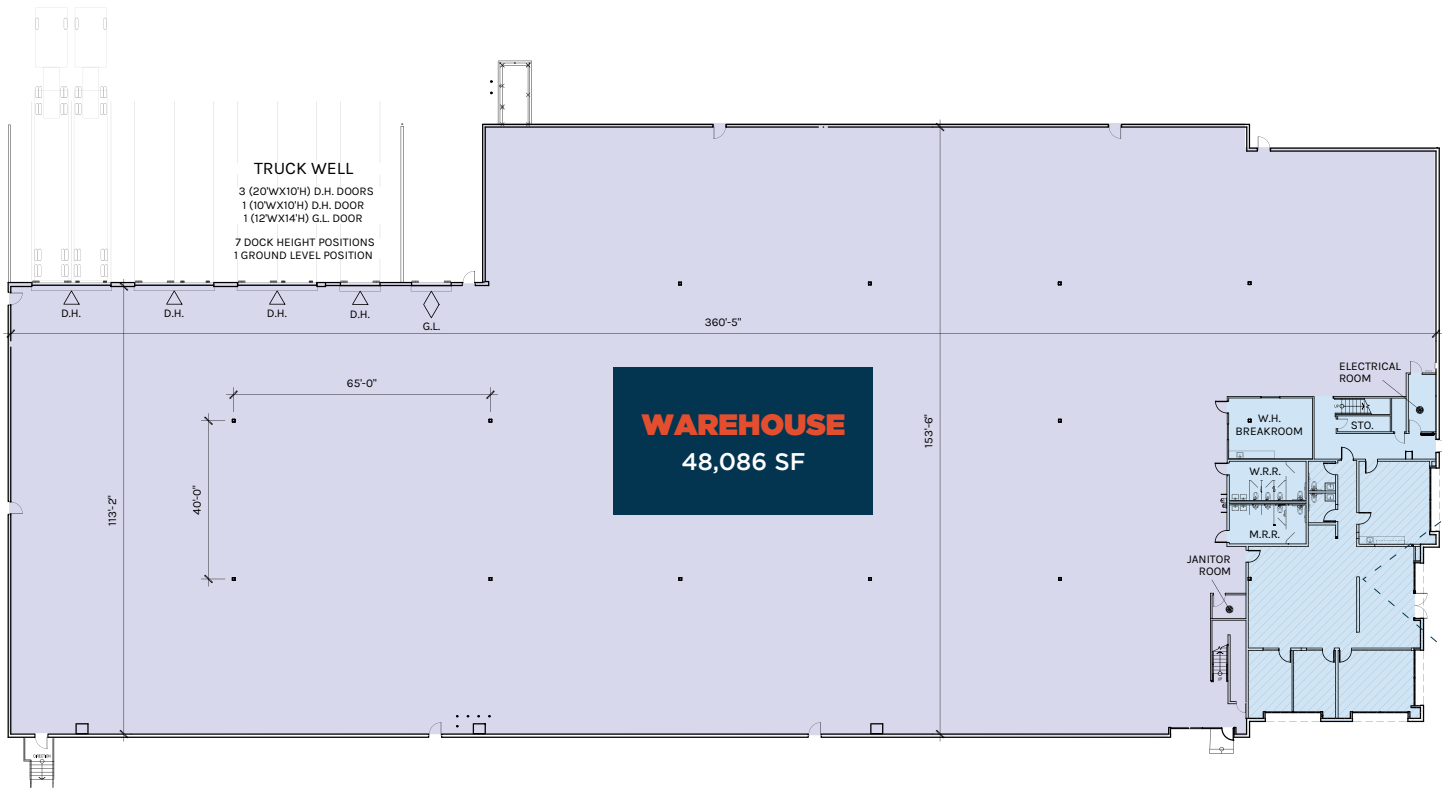 TRUCK WELL
3 (20'WX10'H) D.H. DOORS
1 (10'WX10'H) D.H. DOOR
1 (12'WX14'H) G.L. DOOR
7 DOCK HEIGHT POSITIONS
1 GROUND LEVEL POSITION
D.H.
D.H.
D.H.
D.H.
G.L.
360'-5"
65'-0"
40'-0"
113'-2"
153'-6"
WAREHOUSE
48,086 SF
ELECTRICAL
ROOM
W.H.
BREAKROOM
STO.
W.R.R.
M.R.R.
JANITOR
ROOM